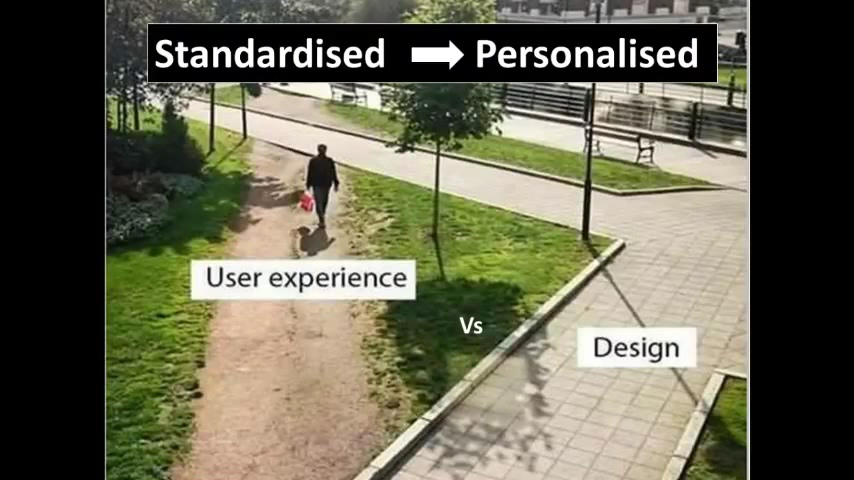 Standardised → Personalised
User experience
Vs
Design